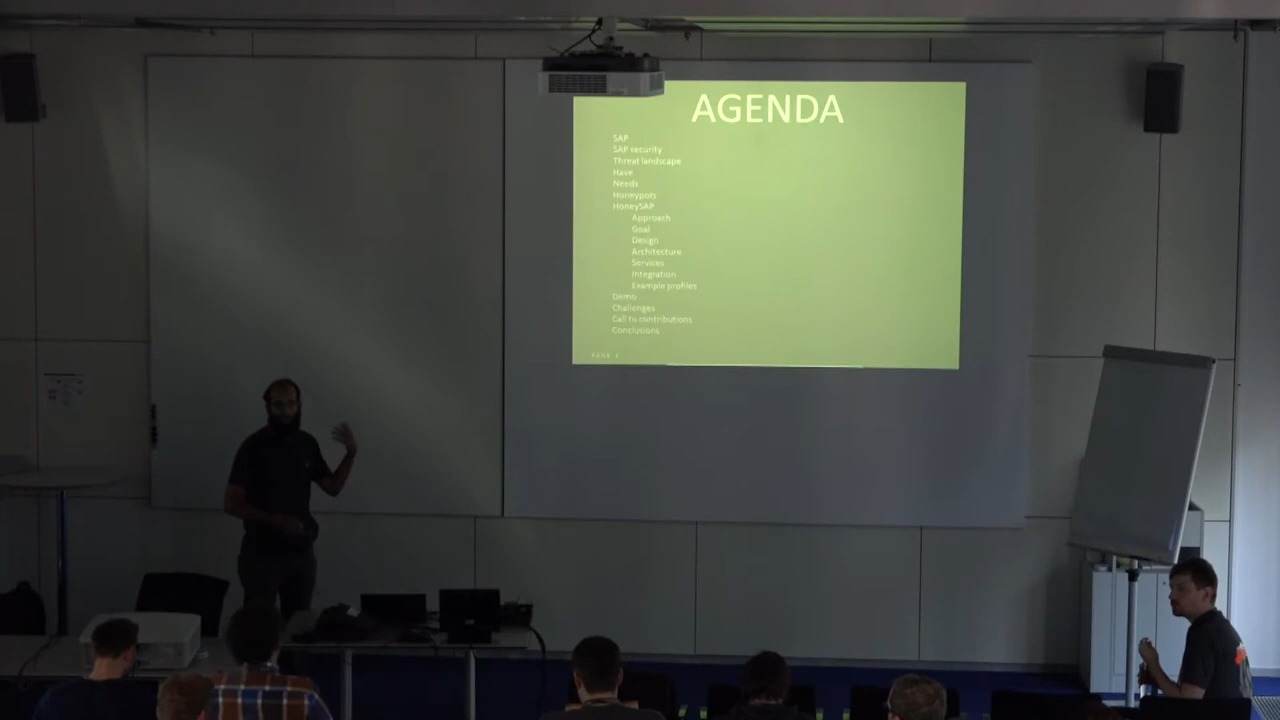 AGENDA
SAP
SAP security
Threat landscape
Have
Needs
Honeypots
HoneySAP
Approach
Goal
Design
Architecture
Services
Integration
Example profiles
Demo
Challenges
Call to contributions
Conclusions